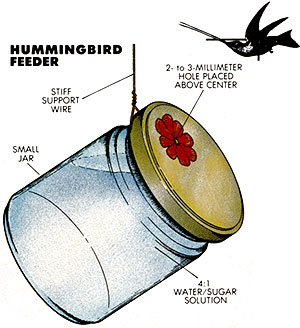 HUMMINGBIRD
FEEDER
2- to 3-MILLIMETER
HOLE PLACED
ABOVE CENTER
STIFF
SUPPORT
WIRE
SMALL
JAR
4:1
WATER/SUGAR
SOLUTION